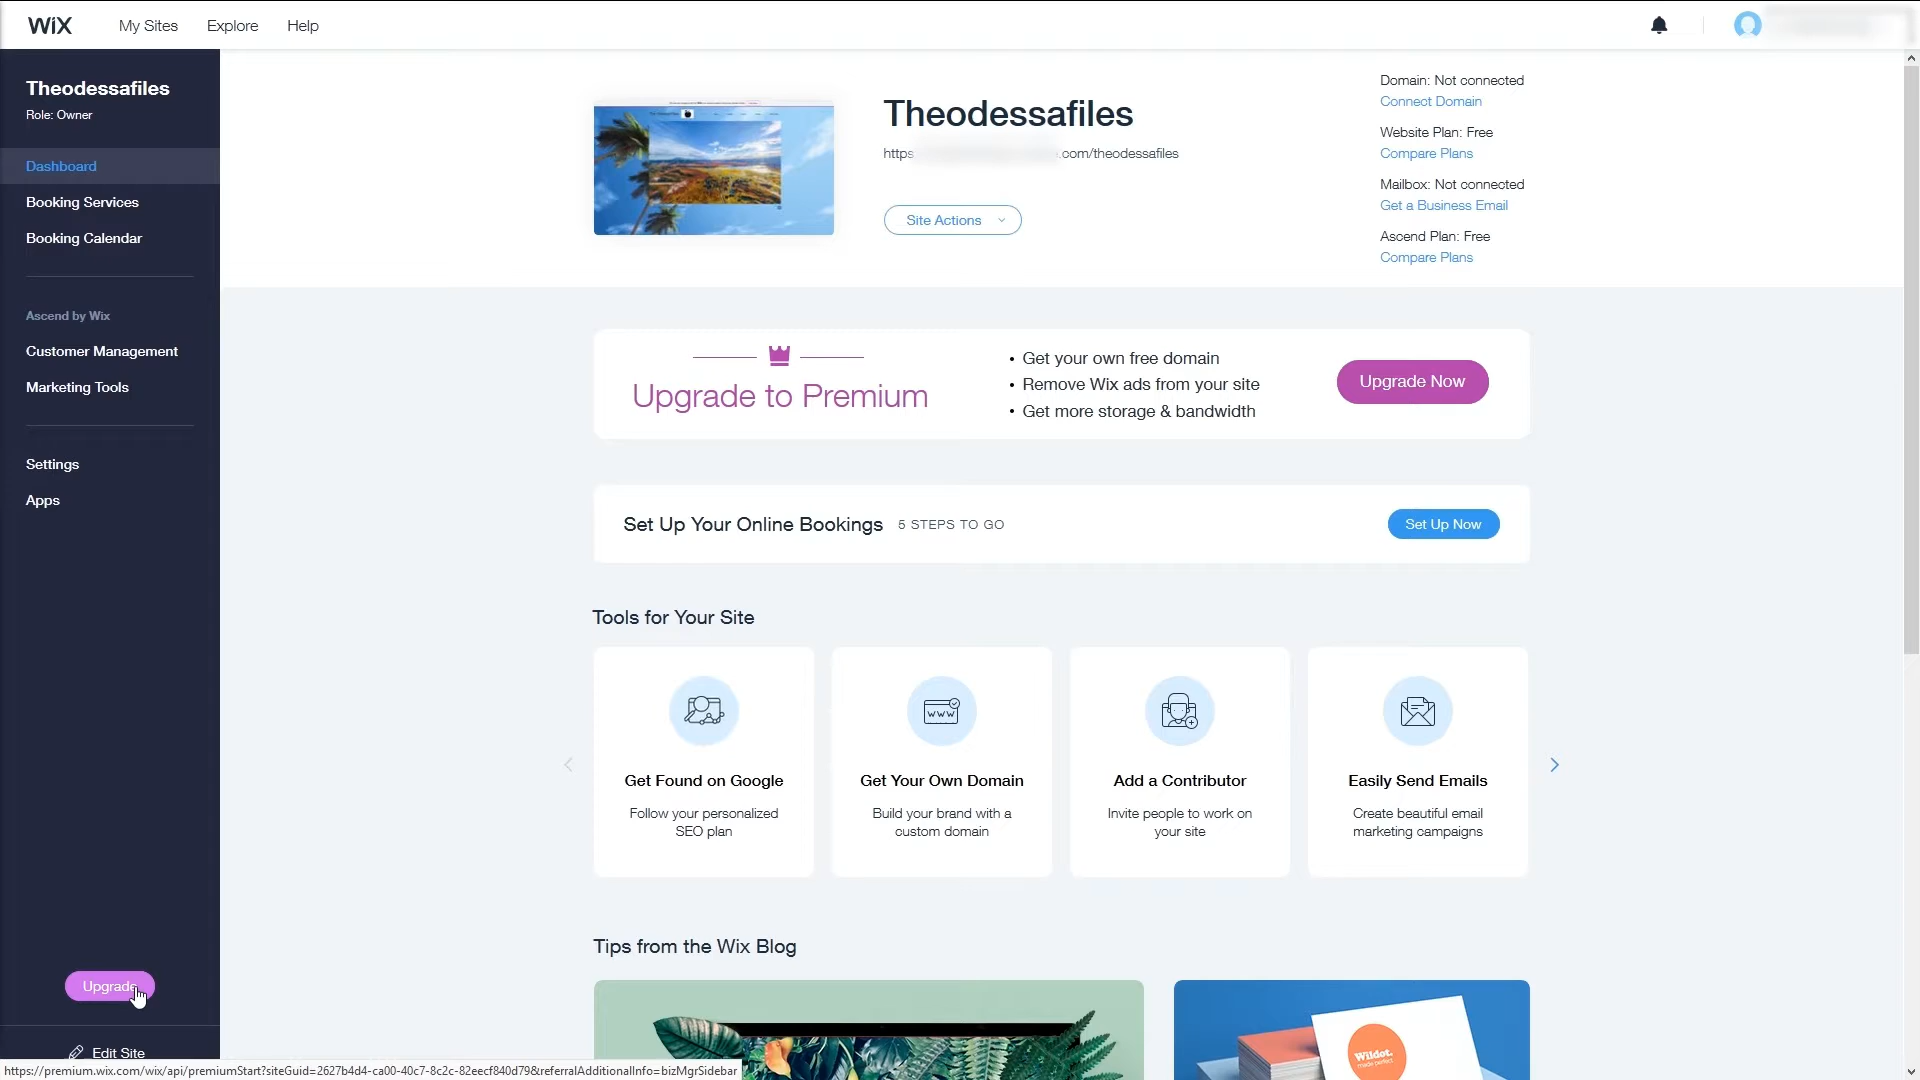 WiX
My Sites
Explore
Help
Theodessafiles
Role: Owner
Dashboard
Booking Services
Booking Calendar
Ascend by Wix
Customer Management
Marketing Tools
Settings
Apps
Upgrade
Edit Site
Theodessafiles
https
.com/theodessafiles
Site Actions
Domain: Not connected
Connect Domain
Website Plan: Free
Compare Plans
Mailbox: Not connected
Get a Business Email
Ascend Plan: Free
Compare Plans
Upgrade to Premium
• Get your own free domain
• Remove Wix ads from your site
• Get more storage & bandwidth
Upgrade Now
Set Up Your Online Bookings 5 STEPS TO GO
Set Up Now
Tools for Your Site
www
Get Found on Google
Follow your personalized
SEO plan
Get Your Own Domain
Build your brand with a
custom domain
Add a Contributor
Invite people to work on
your site
Easily Send Emails
Create beautiful email
marketing campaigns
Tips from the Wix Blog
Wildot.
made perfect
https://premium.wix.com/wix/api/premiumStart?siteGuid=2627b4d4-ca00-40c7-8c2c-82eecf840d79&referralAdditionalInfo=bizMgrSidebar